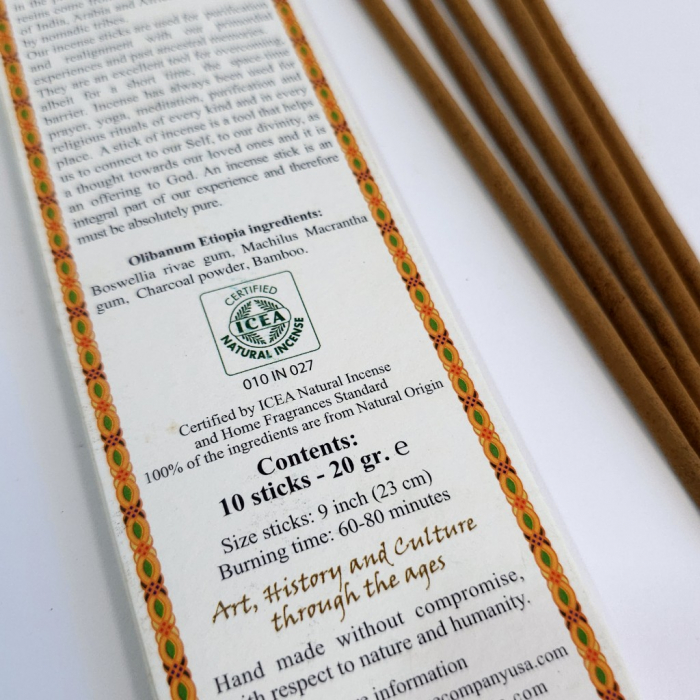 in the
resins come from
of India, Arabia and
by nomadic tribes.
Our incense sticks are used for purification
and realignment with our primordial
experiences and past ancestral memories.
They are an excellent tool for overcoming,
albeit for a short time, the space-time
barrier. Incense has always been used for
prayer, yoga, meditation, purification and
religious rituals of every kind and in every
place. A stick of incense is a tool that helps
us to connect to our Self, to our divinity, as
a thought towards our loved ones and it is
an offering to God. An incense stick is an
integral part of our experience and therefore
must be absolutely pure.
Olibanum Etiopia ingredients:
Boswellia rivae gum, Machilus Macrantha
gum, Charcoal powder, Bamboo.
CERTIFIED
ICEA
NATURAL INCENSE
010 IN 027
Certified by ICEA Natural Incense
and Home Fragrances Standard
100% of the ingredients are from Natural Origin
Contents:
10 sticks - 20 gr. ℮
Size sticks: 9 inch (23 cm)
Burning time: 60-80 minutes
Art, History and Culture
through the ages
Hand made without compromise,
with respect to nature and humanity.
information
companyusa.com
.com